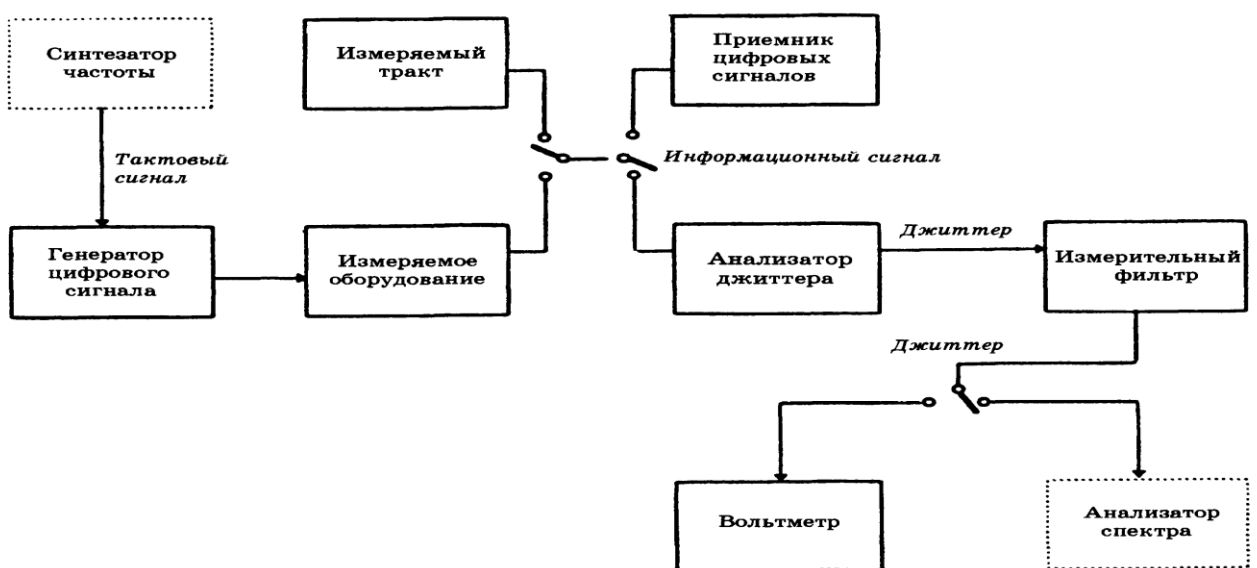 Синтезатор
частоты
Измеряемый
тракт
Приемник
цифровых
сигналов
Тактовый
сигнал
Информационный сигнал
Генератор
цифрового
сигнала
Измеряемое
оборудование
Анализатор
джиттера
Джиттер
Измерительный
фильтр
Джиттер
Вольтметр
Анализатор
спектра